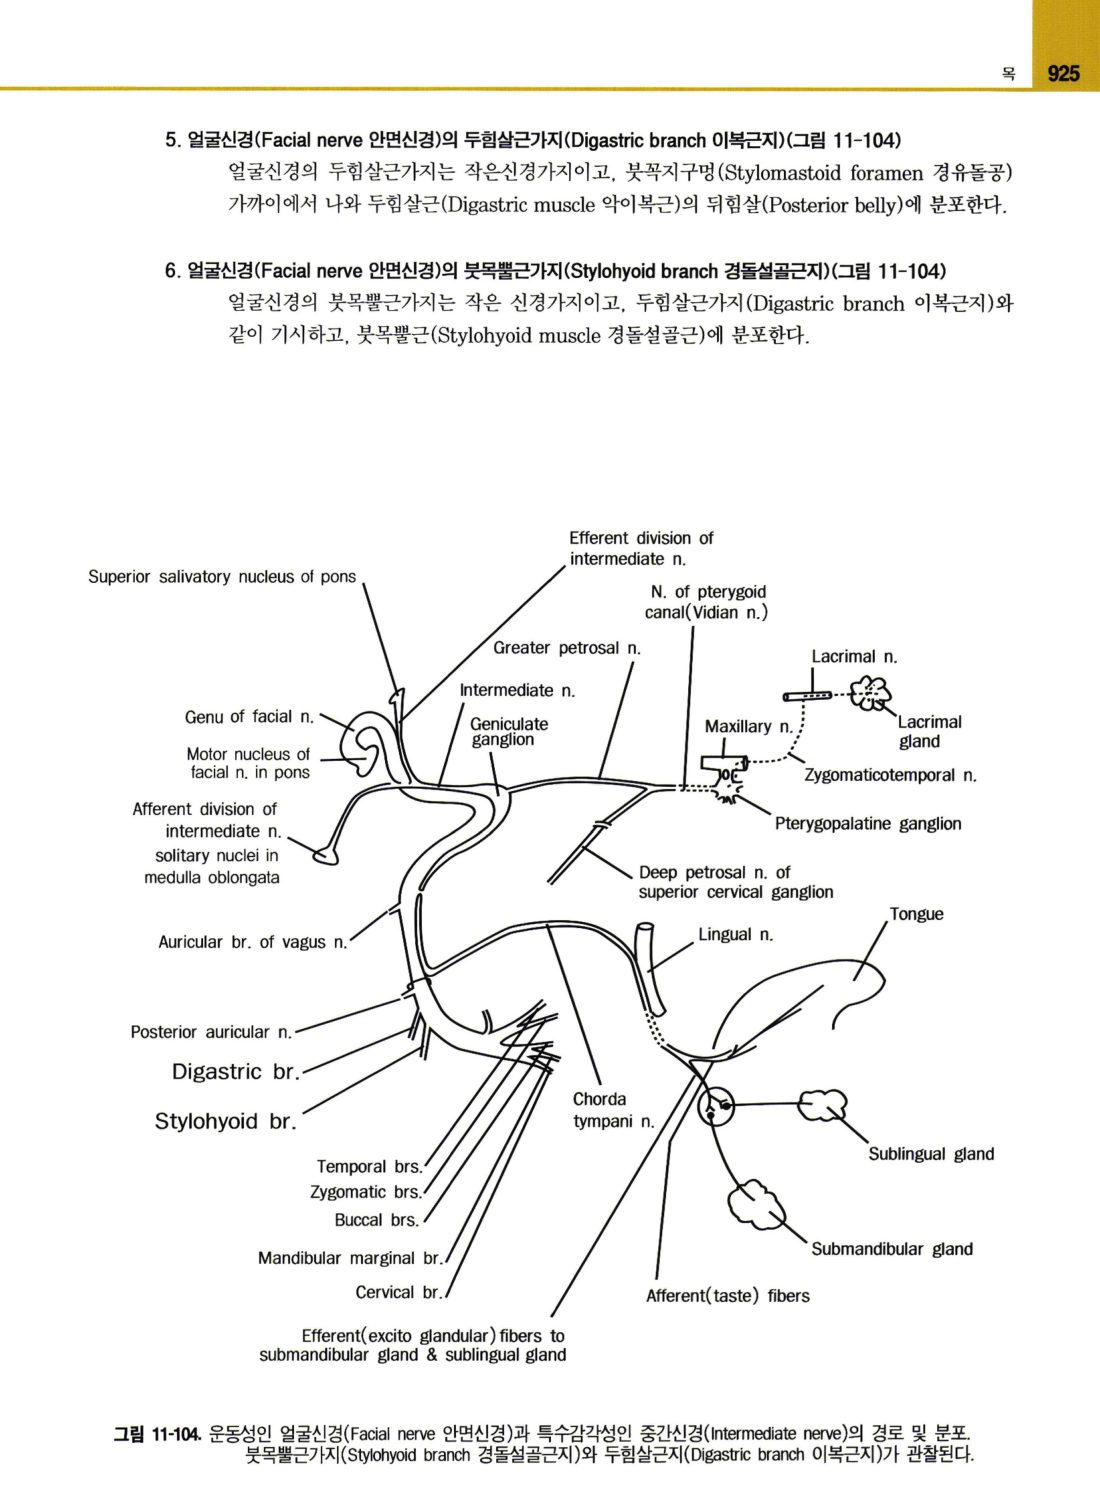 목 925
5. 얼굴신경(Facial nerve 안면신경)의 두힘살근가지(Digastric branch 이복근지)(그림 11-104)
얼굴신경의 두힘살근가지는 작은신경가지이고, 붓꼭지구멍(Stylomastoid foramen 경유돌공)
가까이에서 나와 두힘살근(Digastric muscle 악이복근)의 뒤힘살(Posterior belly)에 분포한다.
6. 얼굴신경(Facial nerve 안면신경)의 붓목뿔근가지(Stylohyoid branch 경돌설골근지)(그림 11-104)
얼굴신경의 붓목뿔근가지는 작은 신경가지이고, 두힘살근가지(Digastric branch 이복근지)와
같이 기시하고, 붓목뿔근(Stylohyoid muscle 경돌설골근)에 분포한다.
Efferent division of
intermediate n.
Superior salivatory nucleus of pons
N. of pterygoid
canal(Vidian n.)
Greater petrosal n.
Lacrimal n.
Intermediate n.
Genu of facial n.
Geniculate
ganglion
Maxillary n.
Lacrimal
gland
Motor nucleus of
facial n. in pons
Zygomaticotemporal n.
Afferent division of
intermediate n.
solitary nuclei in
medulla oblongata
Pterygopalatine ganglion
Deep petrosal n. of
superior cervical ganglion
Tongue
Auricular br. of vagus n.
Lingual n.
Posterior auricular n.
Digastric br.
Stylohyoid br.
Chorda
tympani n.
Temporal brs.
Zygomatic brs.
Buccal brs.
Mandibular marginal br.
Cervical br.
Sublingual gland
Submandibular gland
Afferent(taste) fibers
Efferent(excito glandular) fibers to
submandibular gland & sublingual gland
그림 11-104. 운동성인 얼굴신경(Facial nerve 안면신경)과 특수감각성인 중간신경(Intermediate nerve)의 경로 및 분포.
붓목뿔근가지(Stylohyoid branch 경돌설골근지)와 두힘살근지(Digastric branch 이복근지)가 관찰된다.